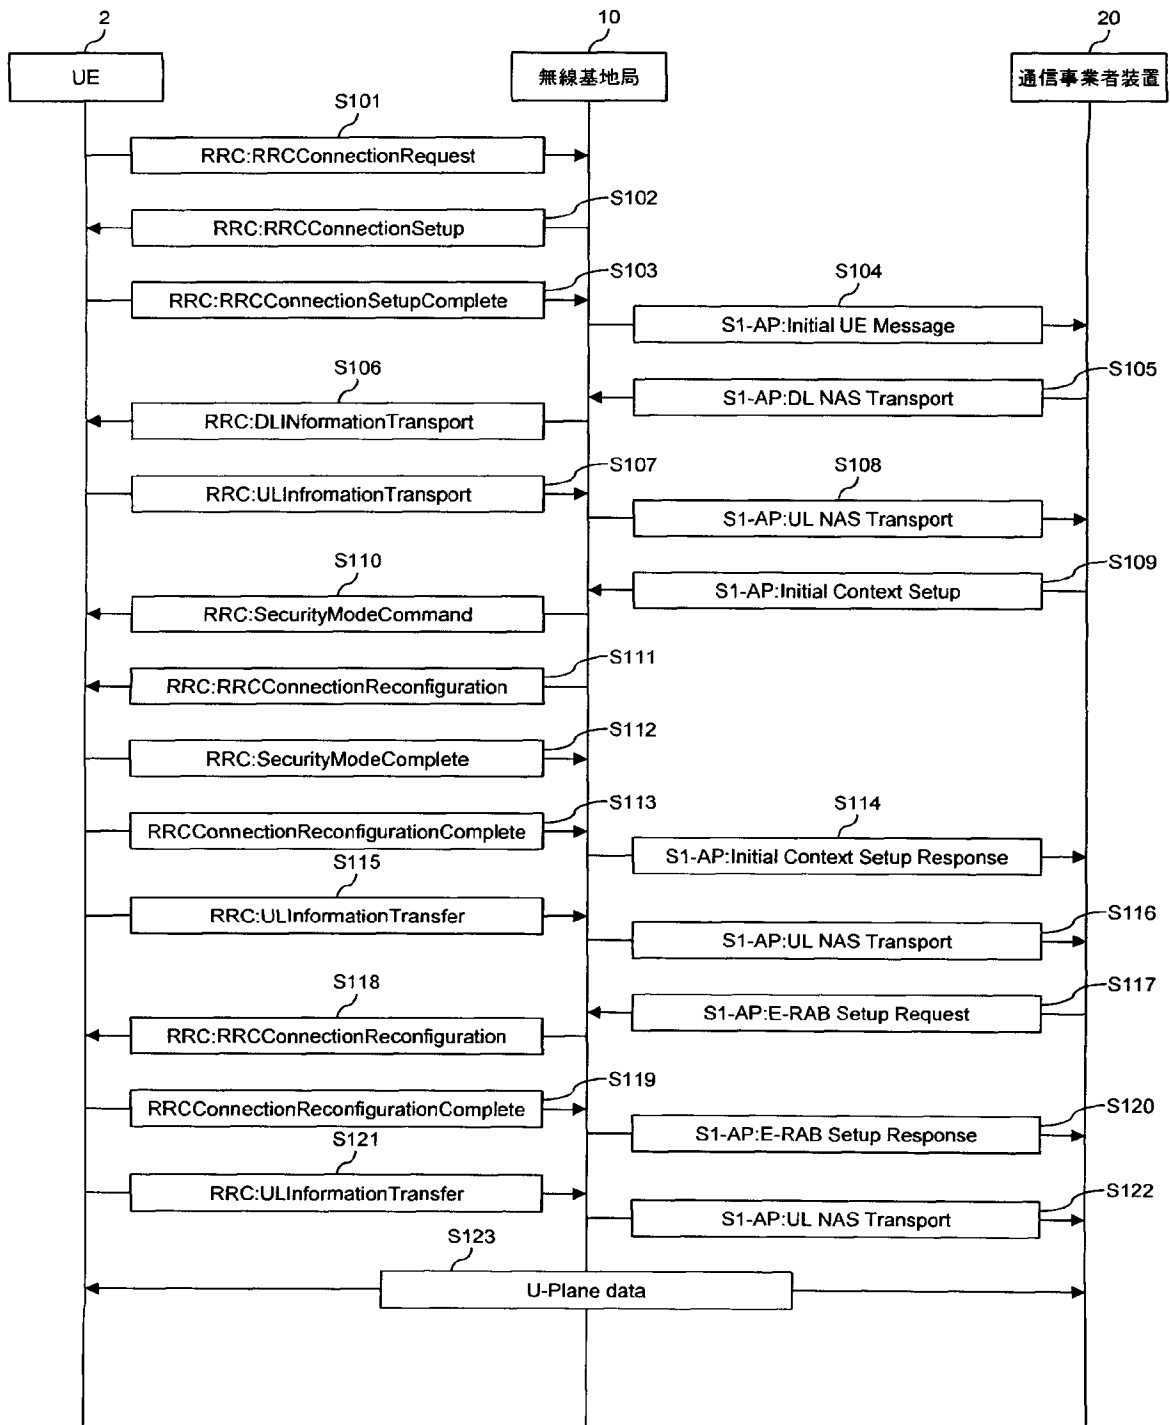 2
10
20
UE
無線基地局
通信事業者装置
S101
RRC:RRCConnectionRequest
S102
RRC:RRCConnectionSetup
S103
RRC:RRCConnectionSetupComplete
S104
S1-AP:Initial UE Message
S105
S1-AP:DL NAS Transport
S106
RRC:DLINformationTransport
S107
RRC:ULInfromationTransport
S108
S1-AP:UL NAS Transport
S109
S1-AP:Initial Context Setup
S110
RRC:SecurityModeCommand
S111
RRC:RRCConnectionReconfiguration
S112
RRC:SecurityModeComplete
S113
RRCConnectionReconfigurationComplete
S114
S1-AP:Initial Context Setup Response
S115
RRC:ULInformationTransfer
S116
S1-AP:UL NAS Transport
S117
S1-AP:E-RAB Setup Request
S118
RRC:RRCConnectionReconfiguration
S119
RRCConnectionReconfigurationComplete
S120
S1-AP:E-RAB Setup Response
S121
RRC:ULInformationTransfer
S122
S1-AP:UL NAS Transport
S123
U-Plane data